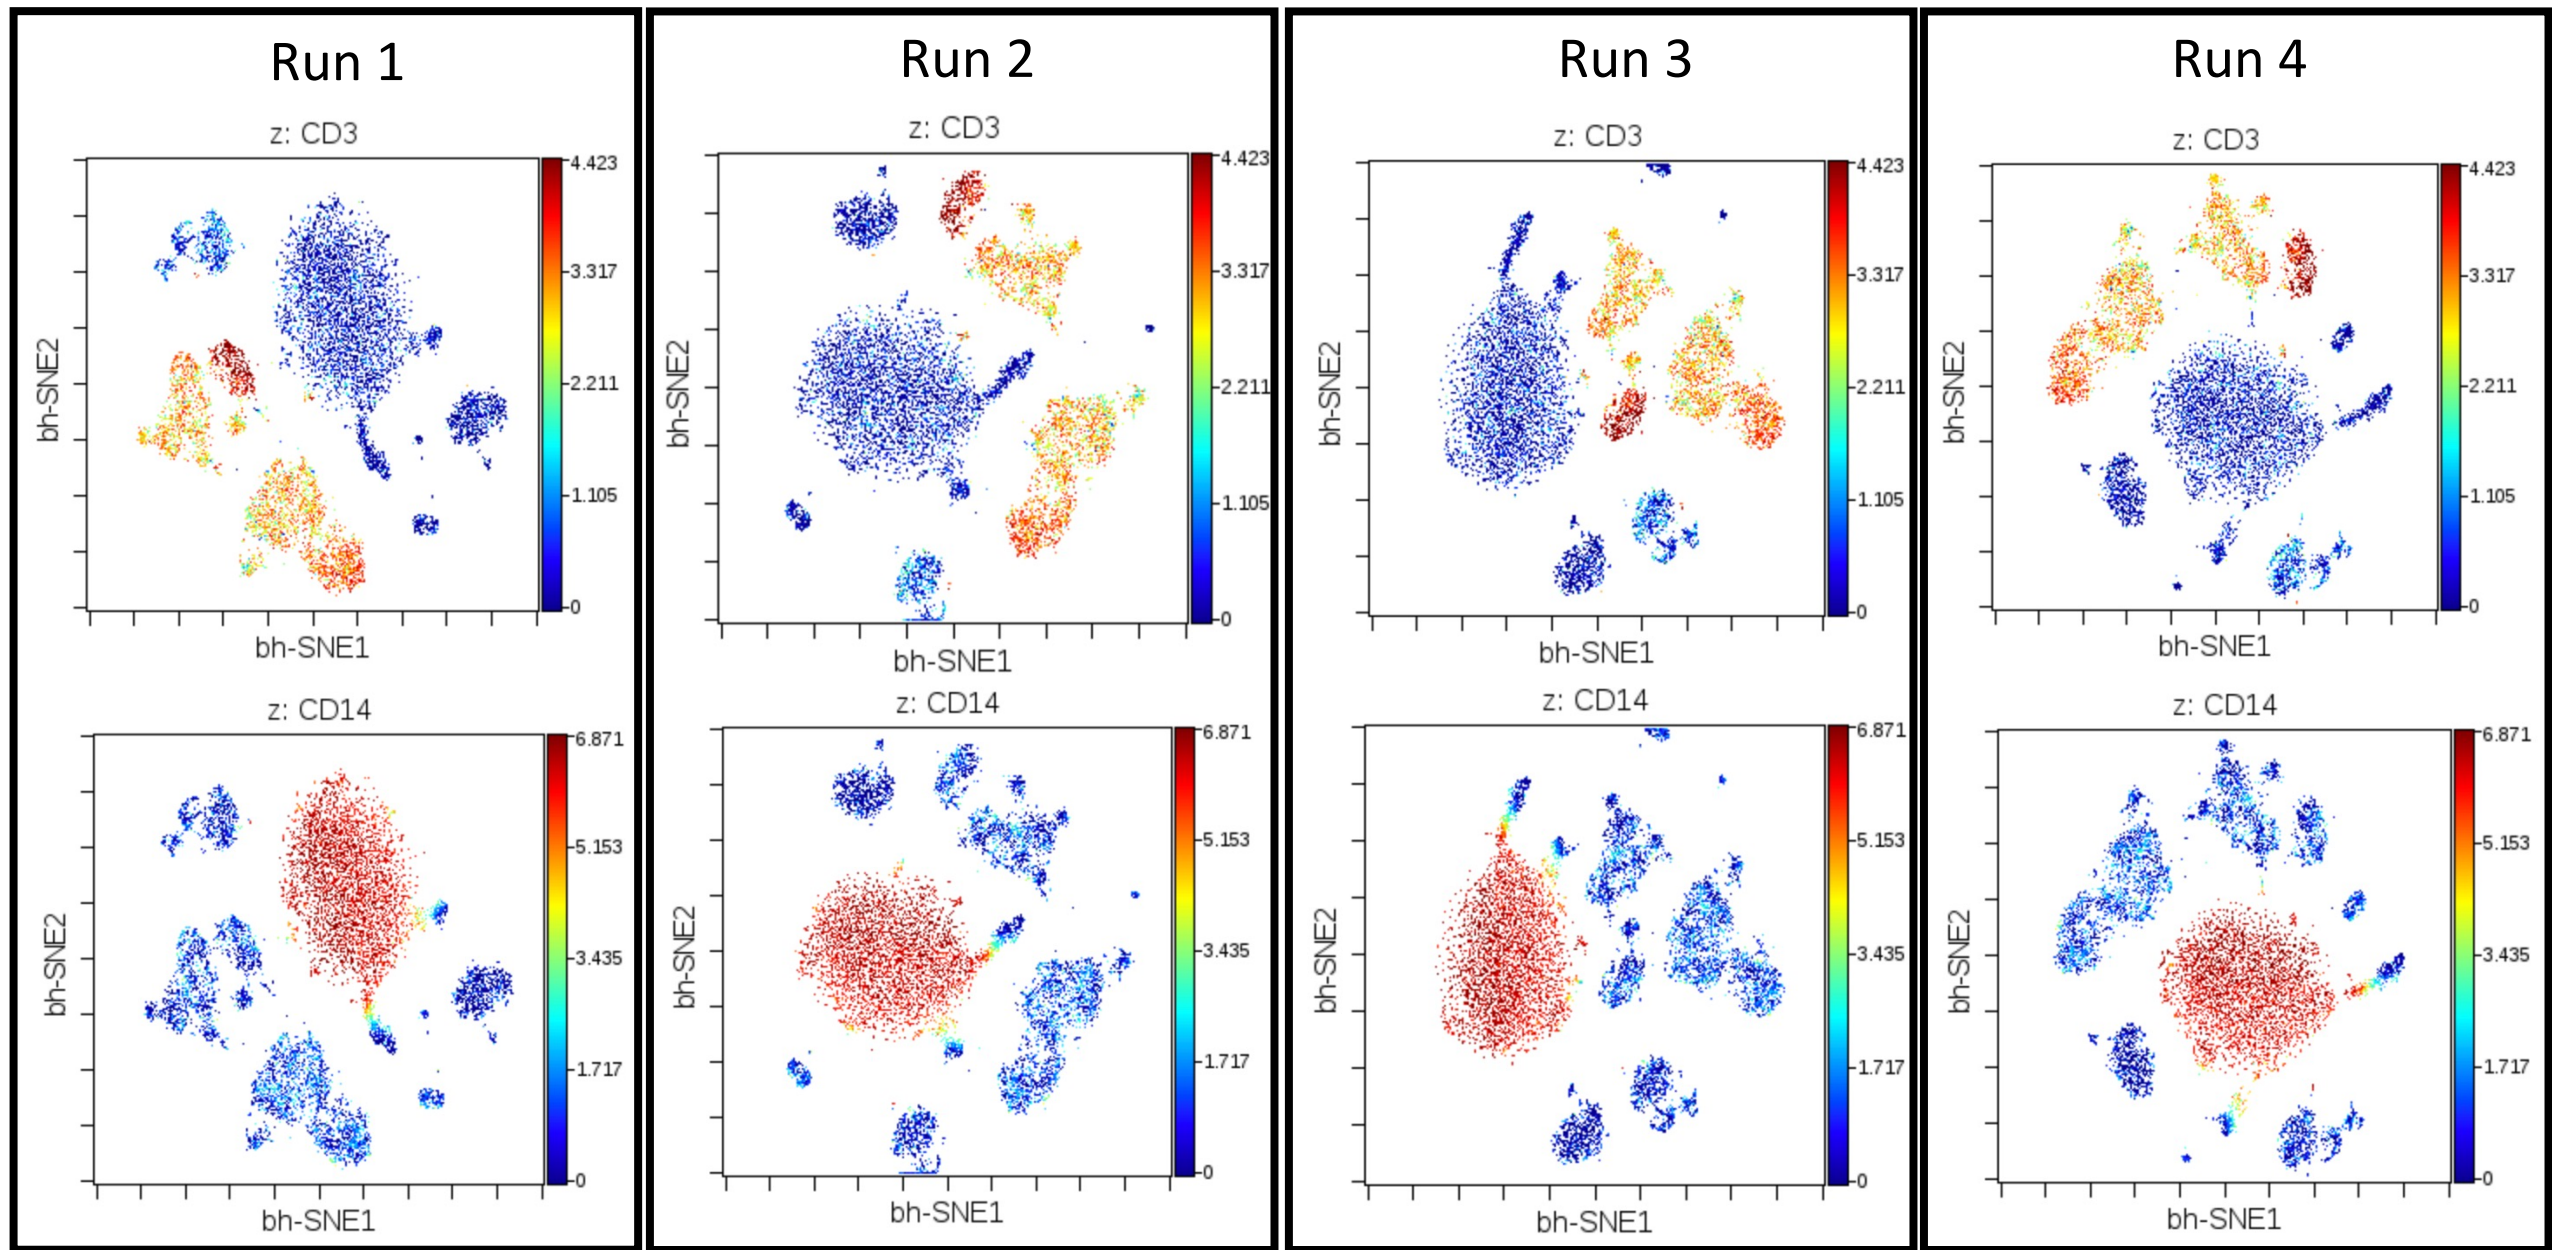 Run 1
z: CD3
4.423
3.317
2.211
1.105
0
bh-SNE2
bh-SNE1
z: CD14
6.871
5.153
3.435
1.717
0
bh-SNE2
bh-SNE1
Run 2
z: CD3
4.423
3.317
2.211
1.105
0
bh-SNE2
bh-SNE1
z: CD14
6.871
5.153
3.435
1.717
0
bh-SNE2
bh-SNE1
Run 3
z: CD3
4.423
3.317
2.211
1.105
0
bh-SNE2
bh-SNE1
z: CD14
6.871
5.153
3.435
1.717
0
bh-SNE2
bh-SNE1
Run 4
z: CD3
4.423
3.317
2.211
1.105
0
bh-SNE2
bh-SNE1
z: CD14
6.871
5.153
3.435
1.717
0
bh-SNE2
bh-SNE1